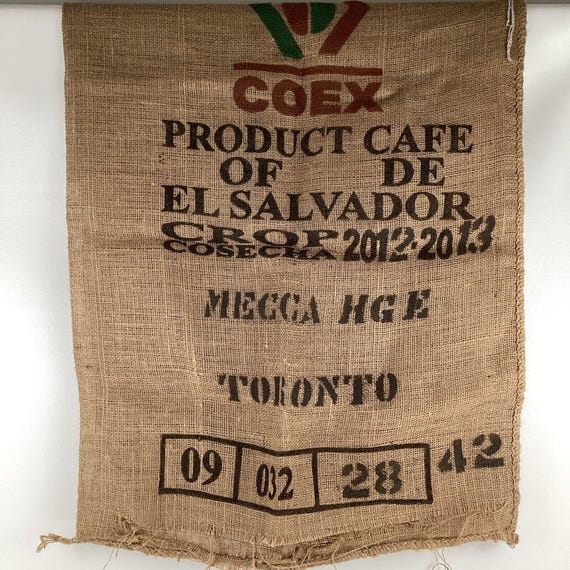 COEX
PRODUCT CAFE
OF DE
EL SALVADOR
CROP
COSECHA 2012-2013
MECCA HGE
TORONTO
09 032 28 42